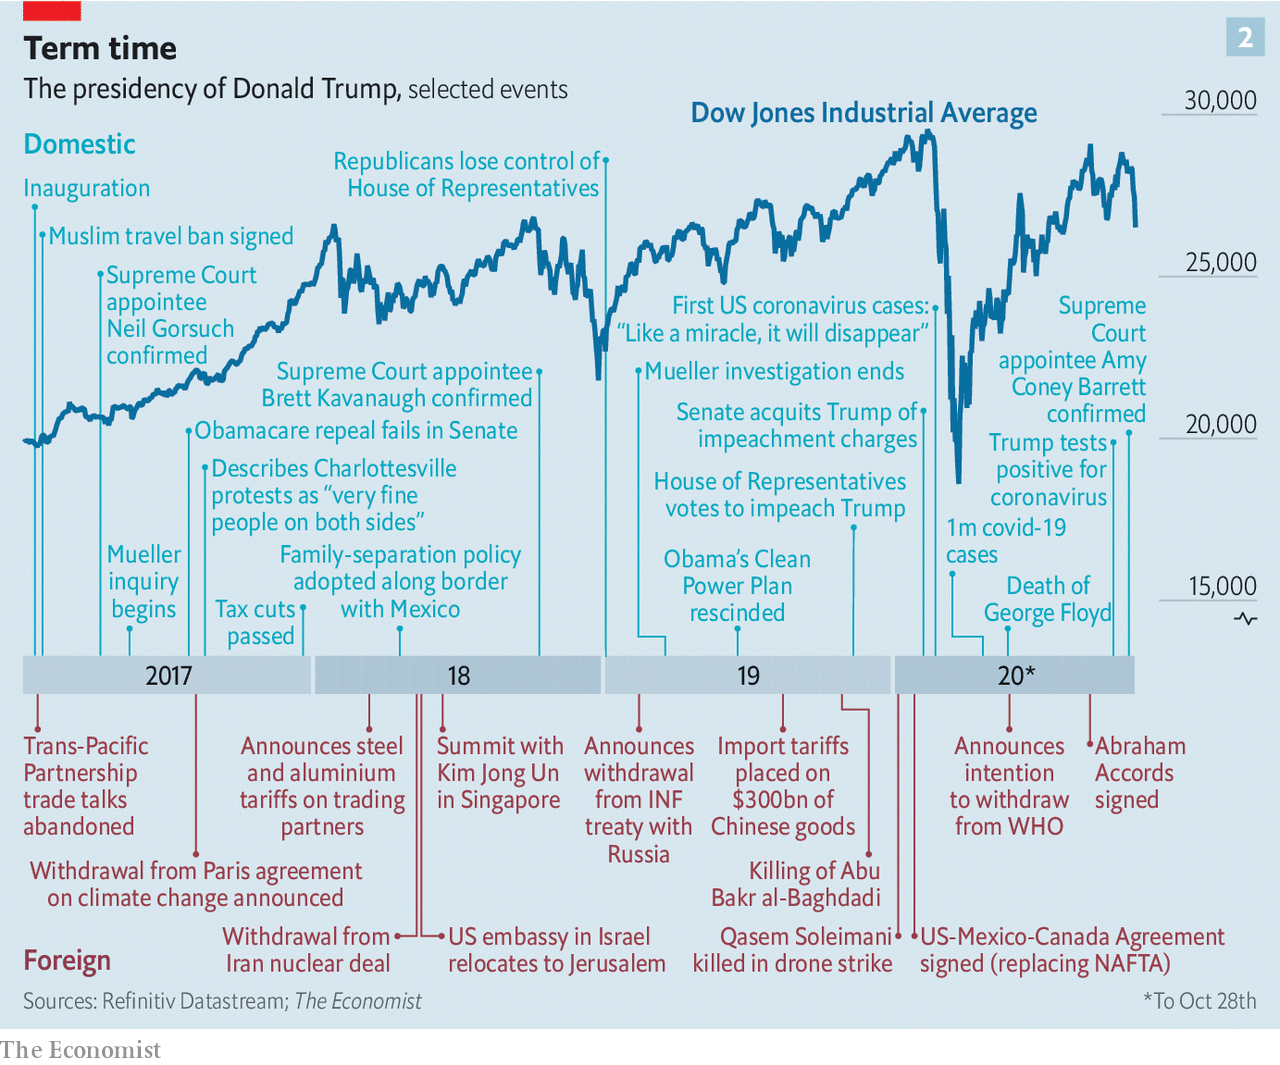 2
Term time
The presidency of Donald Trump, selected events
Dow Jones Industrial Average
30,000
25,000
20,000
15,000
Domestic
Inauguration
Muslim travel ban signed
Supreme Court
appointee
Neil Gorsuch
confirmed
Republicans lose control of
House of Representatives
First US coronavirus cases:
“Like a miracle, it will disappear”
Supreme
Court
appointee Amy
Coney Barrett
confirmed
Supreme Court appointee
Brett Kavanaugh confirmed
Mueller investigation ends
Senate acquits Trump of
impeachment charges
Obamacare repeal fails in Senate
Trump tests
positive for
coronavirus
Describes Charlottesville
protests as “very fine
people on both sides”
House of Representatives
votes to impeach Trump
1m covid-19
cases
Mueller
inquiry
begins
Family-separation policy
adopted along border
with Mexico
Obama’s Clean
Power Plan
rescinded
Death of
George Floyd
Tax cuts
passed
2017
18
19
20*
Trans-Pacific
Partnership
trade talks
abandoned
Announces steel
and aluminium
tariffs on trading
partners
Summit with
Kim Jong Un
in Singapore
Announces
withdrawal
from INF
treaty with
Russia
Import tariffs
placed on
$300bn of
Chinese goods
Announces
intention
to withdraw
from WHO
Abraham
Accords
signed
Withdrawal from Paris agreement
on climate change announced
Killing of Abu
Bakr al-Baghdadi
Withdrawal from
Iran nuclear deal
US embassy in Israel
relocates to Jerusalem
Qasem Soleimani
killed in drone strike
US-Mexico-Canada Agreement
signed (replacing NAFTA)
Foreign
Sources: Refinitiv Datastream; The Economist
*To Oct 28th
The Economist